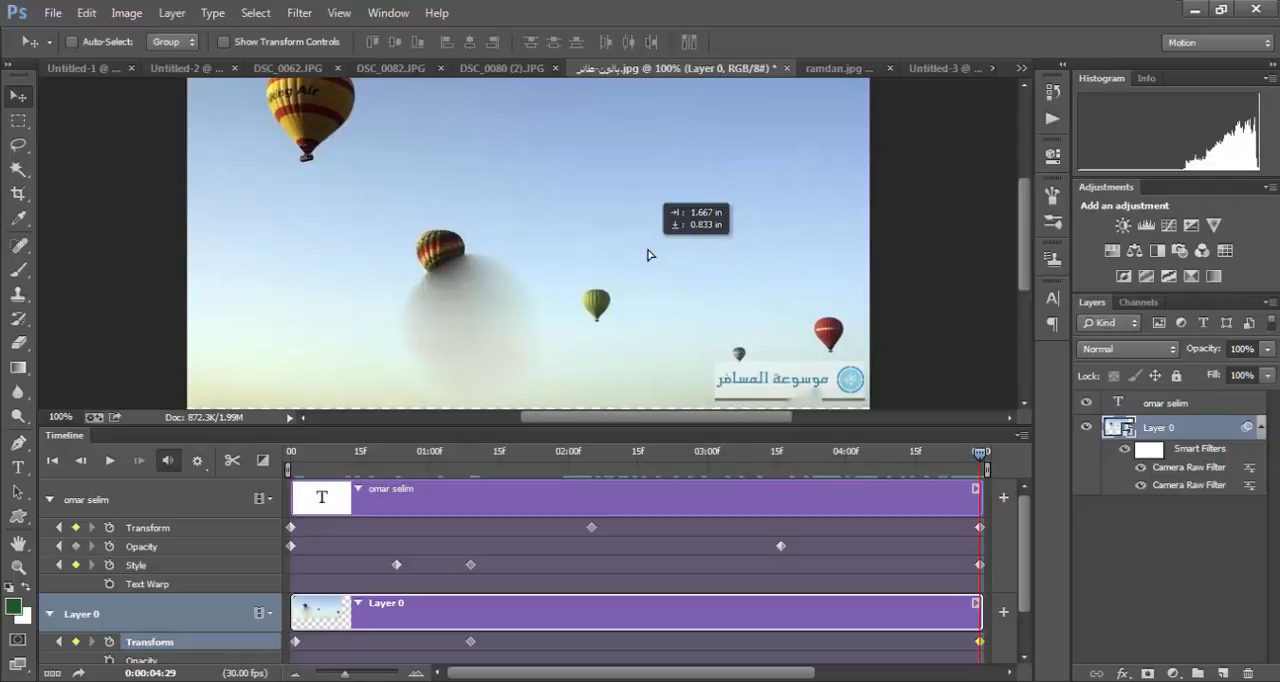 Ps File Edit Image Layer Type Select Filter View Window Help
Auto-Select: Group Show Transform Controls Motion
Untitled-1 @ ... × Untitled-2 @ ... × DSC_0062.JPG × DSC_0082.JPG × DSC_0080 (2).JPG × بالون-طائر.jpg @ 100% (Layer 0, RGB/8#) * × ramdan.jpg ... × Untitled-3 @ ... >>
Histogram Info
king Air
1.667 in
0.833 in
موسوعة المسافر
Adjustments
Add an adjustment
Layers Channels
Kind
Normal Opacity: 100%
Lock: Fill: 100%
T omar selim
Layer 0
Smart Filters
Camera Raw Filter
Camera Raw Filter
100% Doc: 872.3K/1.99M
Timeline
00 15f 01:00f 15f 02:00f 15f 03:00f 15f 04:00f 15f
omar selim T omar selim
Transform
Opacity
Style
Text Warp
Layer 0 Layer 0
Transform
Opacity
0:00:04:29 (30.00 fps)